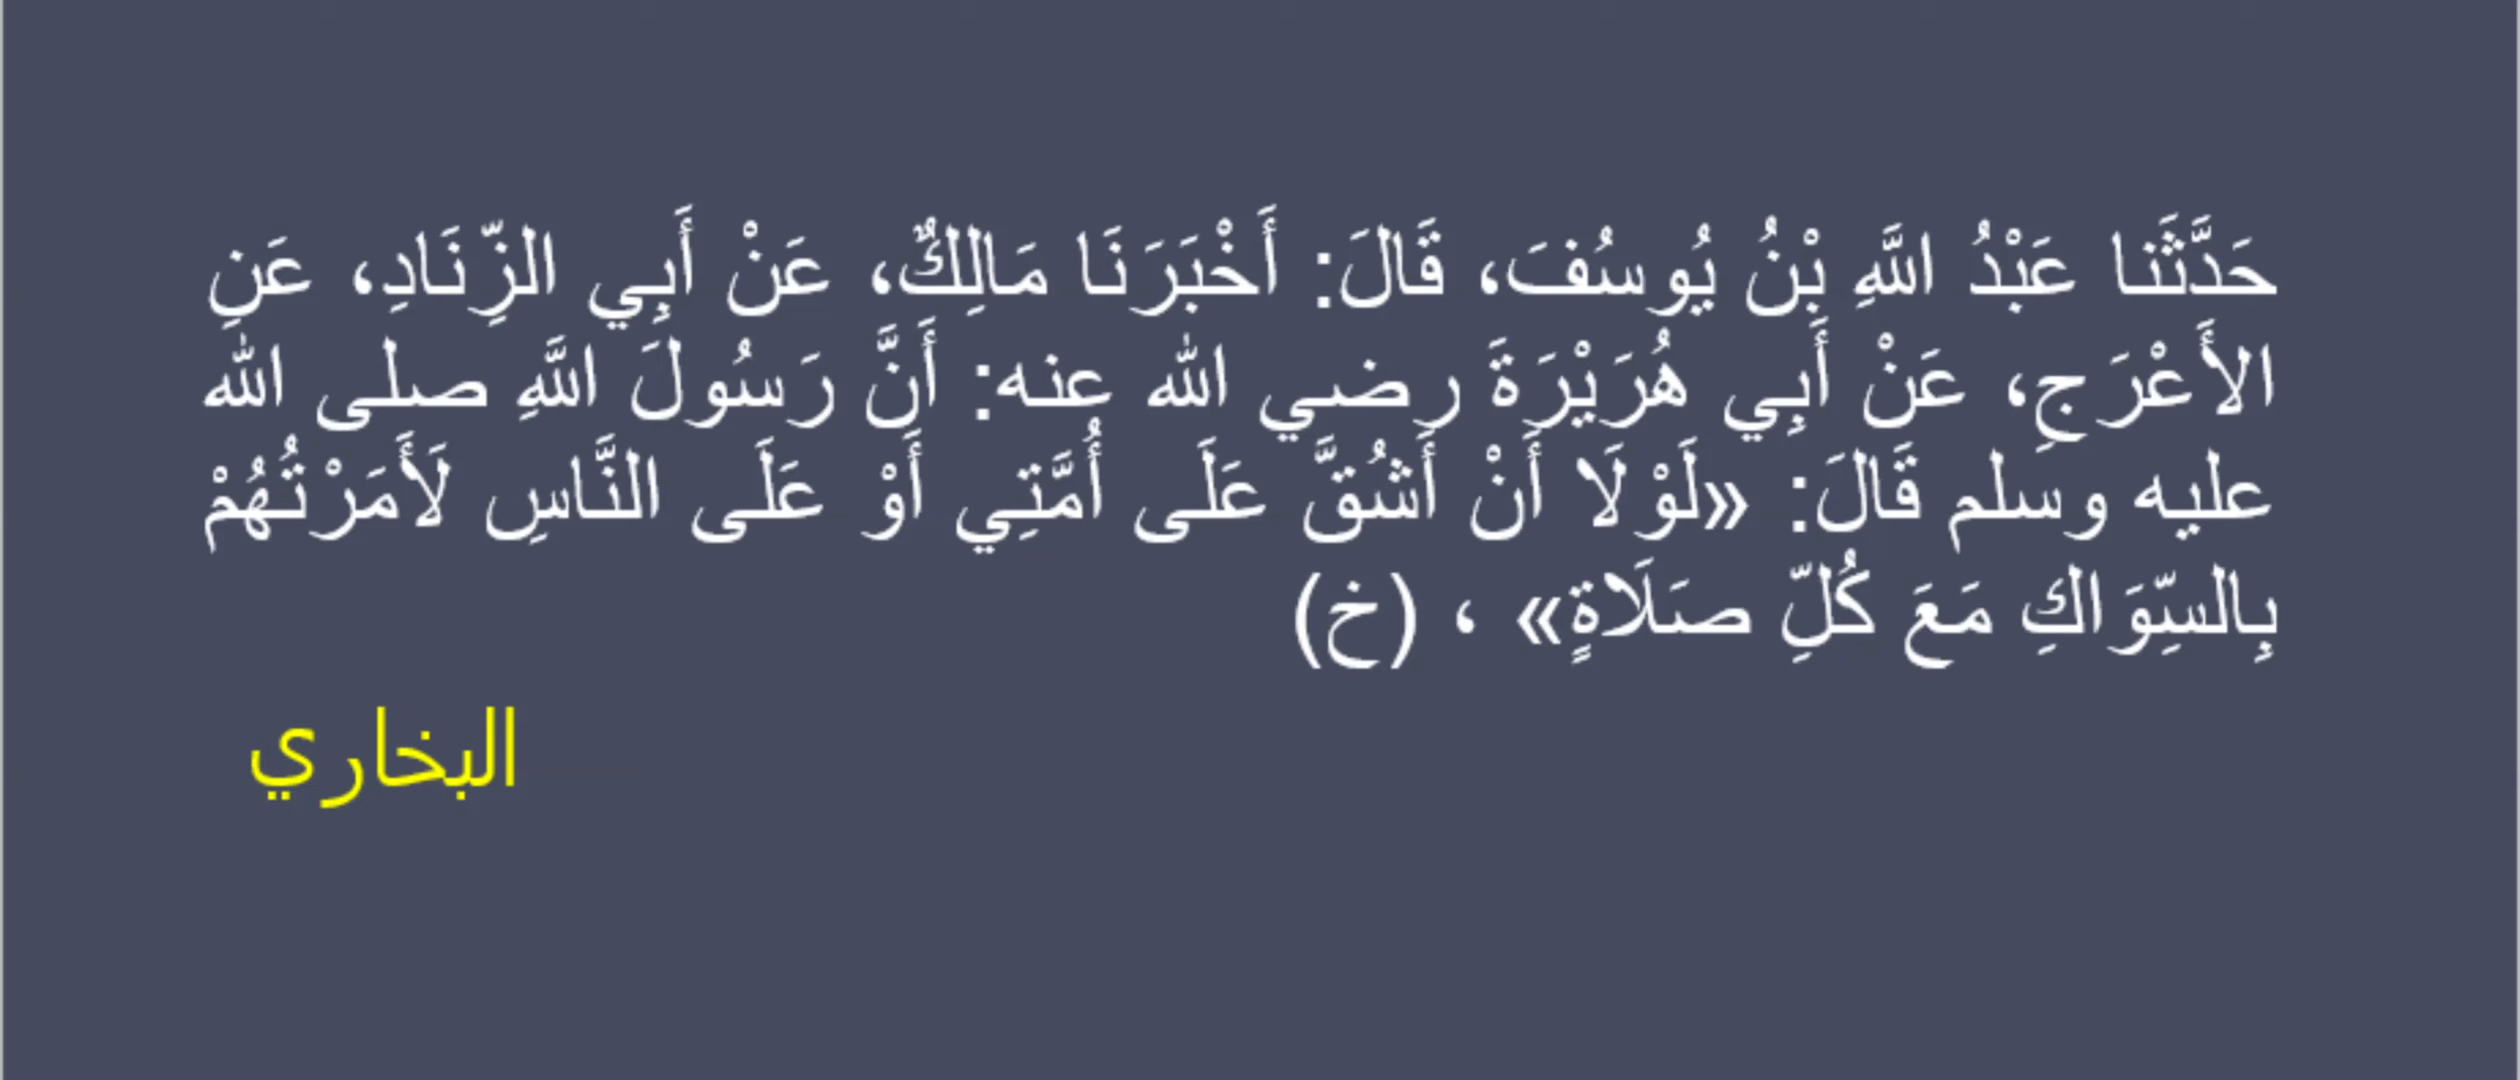 حَدَّثَنا عَبْدُ اللَّهِ بْنُ يُوسُفَ، قَالَ: أَخْبَرَنَا مَالِكٌ، عَنْ أَبِي الزِّنَادِ، عَنِ
الأَعْرَجِ، عَنْ أَبِي هُرَيْرَةَ رضي الله عنه: أَنَّ رَسُولَ اللَّهِ صلى الله
عليه وسلم قَالَ: «لَوْلَا أَنْ أَشُقَّ عَلَى أُمَّتِي أَوْ عَلَى النَّاسِ لَأَمَرْتُهُمْ
بِالسِّوَاكِ مَعَ كُلِّ صَلَاةٍ» ، (خ)
البخاري